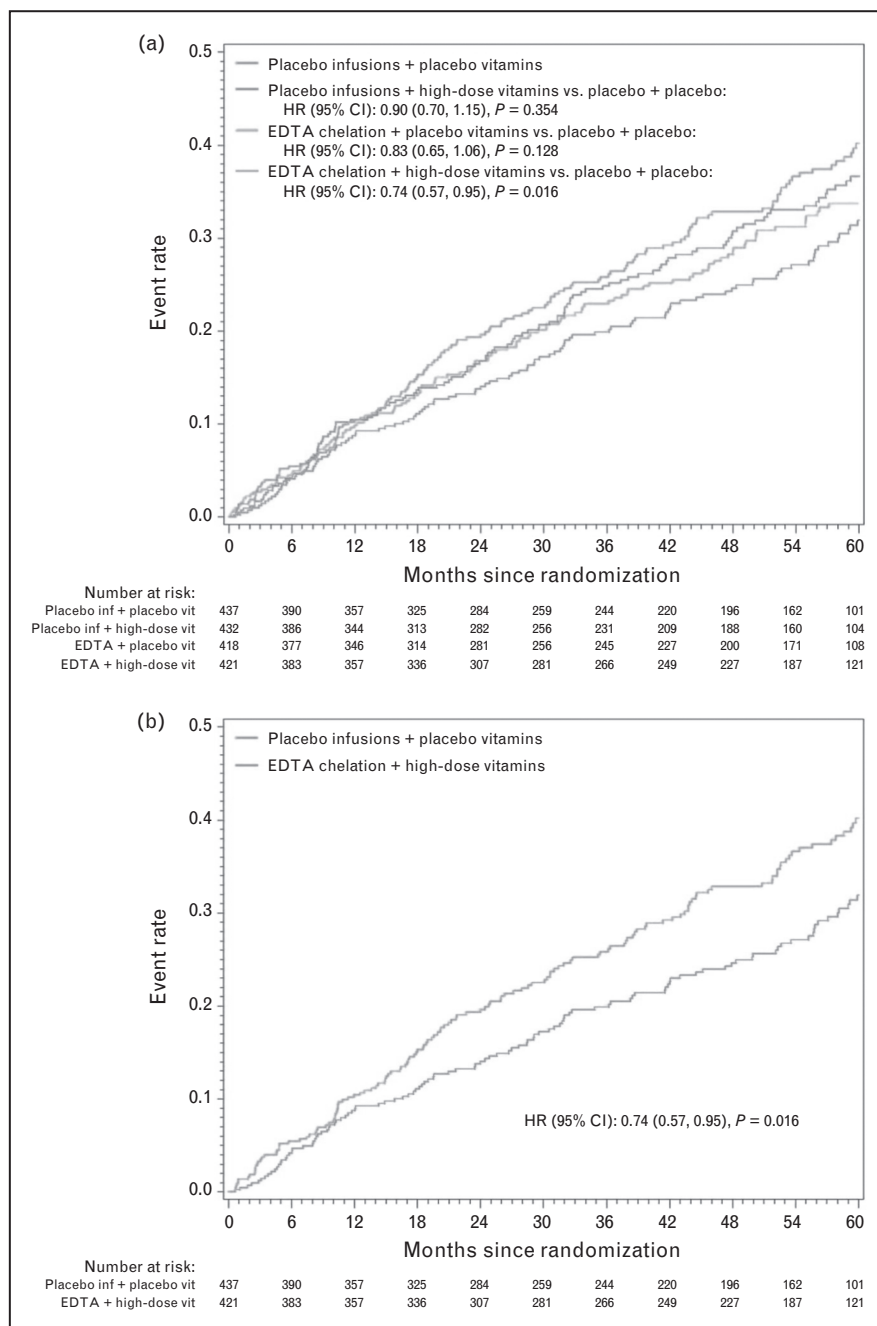 (a)
0.5
Placebo infusions + placebo vitamins
Placebo infusions + high-dose vitamins vs. placebo + placebo:
HR (95% CI): 0.90 (0.70, 1.15), P = 0.354
EDTA chelation + placebo vitamins vs. placebo + placebo:
HR (95% CI): 0.83 (0.65, 1.06), P = 0.128
EDTA chelation + high-dose vitamins vs. placebo + placebo:
HR (95% CI): 0.74 (0.57, 0.95), P = 0.016
0.4
0.3
0.2
0.1
0.0
Event rate
0 6 12 18 24 30 36 42 48 54 60
Months since randomization
Number at risk:
Placebo inf + placebo vit 437 390 357 325 284 259 244 220 196 162 101
Placebo inf + high-dose vit 432 386 344 313 282 256 231 209 188 160 104
EDTA + placebo vit 418 377 346 314 281 256 245 227 200 171 108
EDTA + high-dose vit 421 383 357 336 307 281 266 249 227 187 121
(b)
0.5
Placebo infusions + placebo vitamins
EDTA chelation + high-dose vitamins
0.4
0.3
0.2
0.1
0.0
Event rate
HR (95% CI): 0.74 (0.57, 0.95), P = 0.016
0 6 12 18 24 30 36 42 48 54 60
Months since randomization
Number at risk:
Placebo inf + placebo vit 437 390 357 325 284 259 244 220 196 162 101
EDTA + high-dose vit 421 383 357 336 307 281 266 249 227 187 121